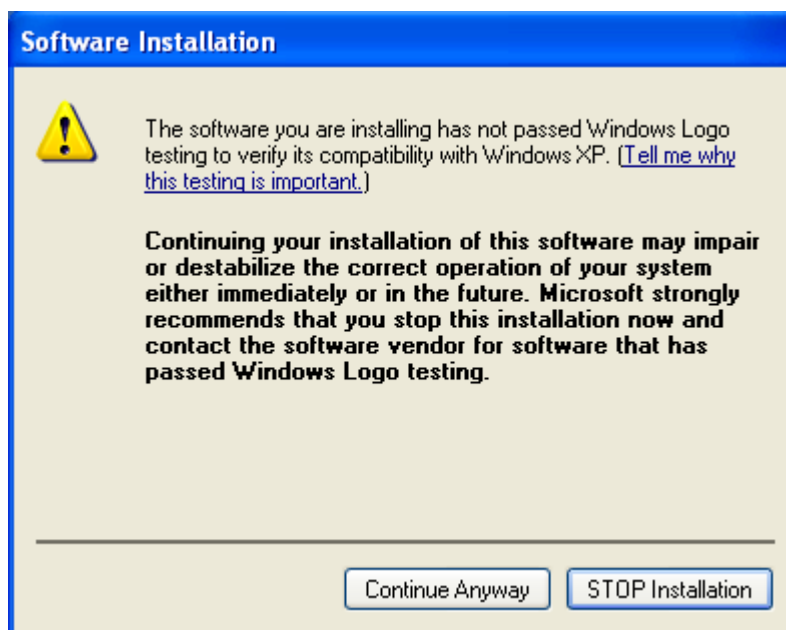 Software Installation
The software you are installing has not passed Windows Logo
testing to verify its compatibility with Windows XP. (Tell me why
this testing is important.)
Continuing your installation of this software may impair
or destabilize the correct operation of your system
either immediately or in the future. Microsoft strongly
recommends that you stop this installation now and
contact the software vendor for software that has
passed Windows Logo testing.
Continue Anyway
STOP Installation